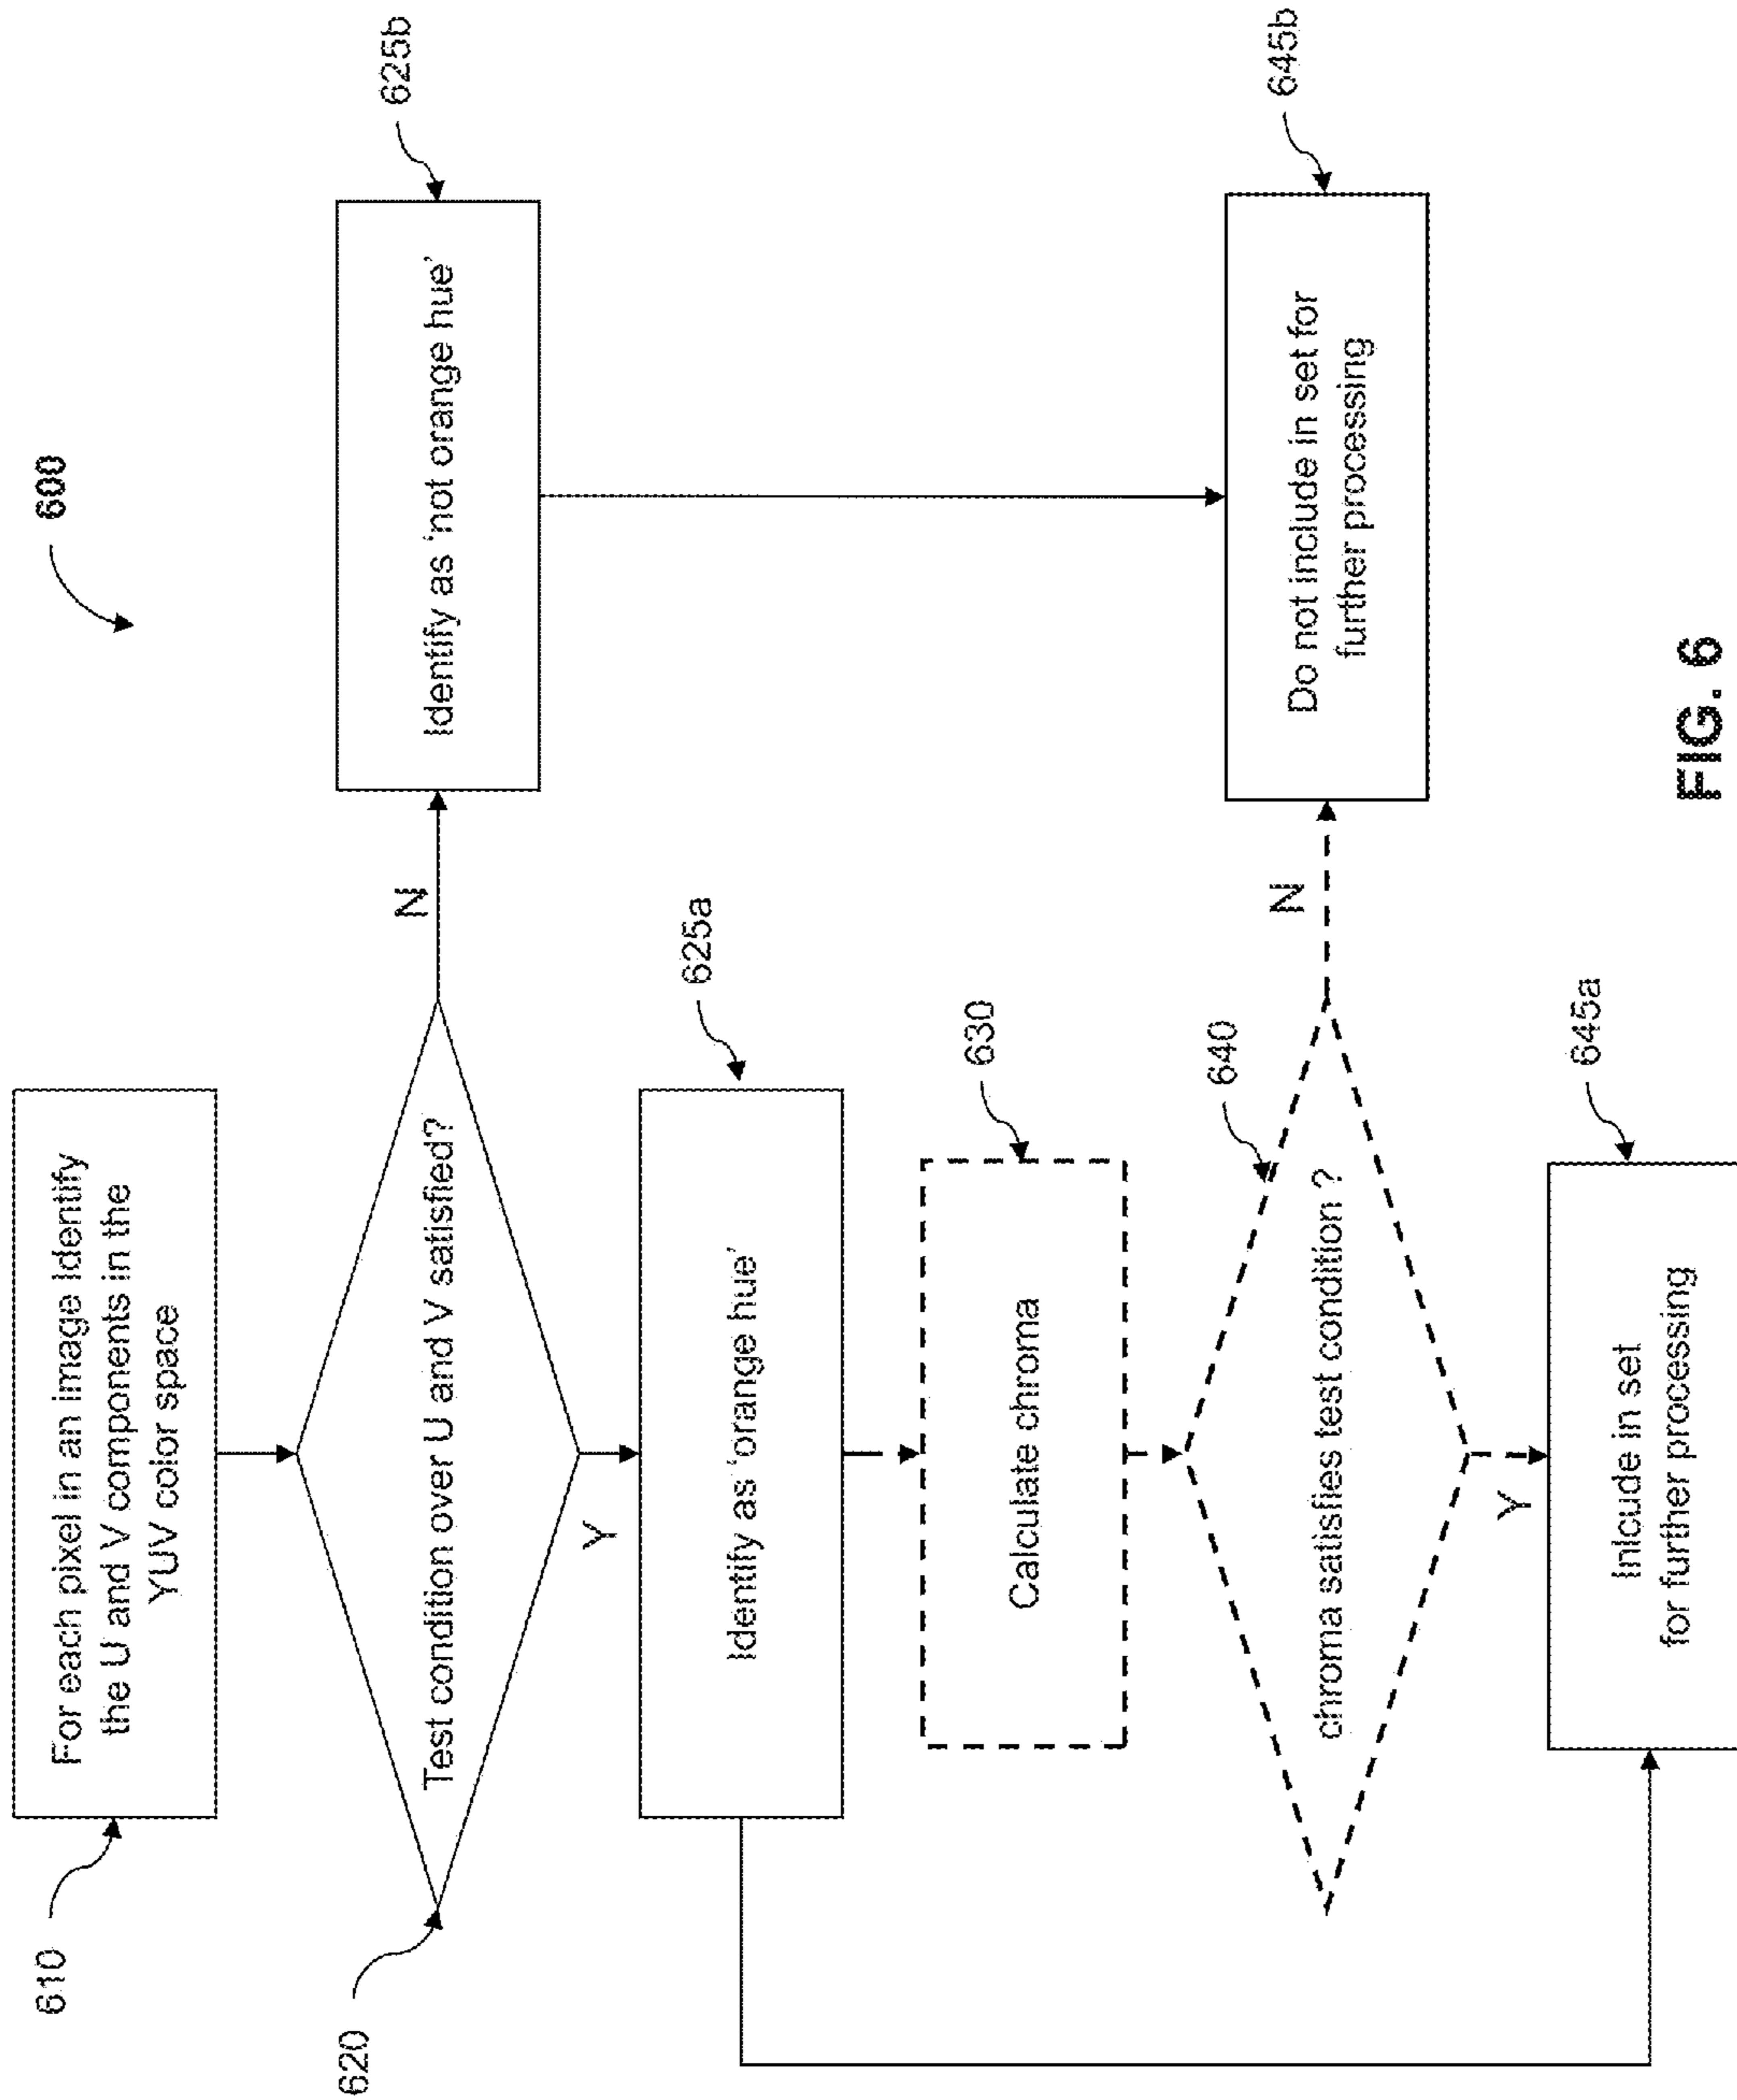 600
610
For each pixel in an image Identify
the U and V components in the
YUV color space
620
Test condition over U and V satisfied?
N
Y
625b
Identify as 'not orange hue'
625a
Identify as 'orange hue'
630
Calculate chroma
640
chroma satisfies test condition ?
N
Y
645b
Do not include in set for
further processing
645a
Inlcude in set
for further processing
FIG. 6